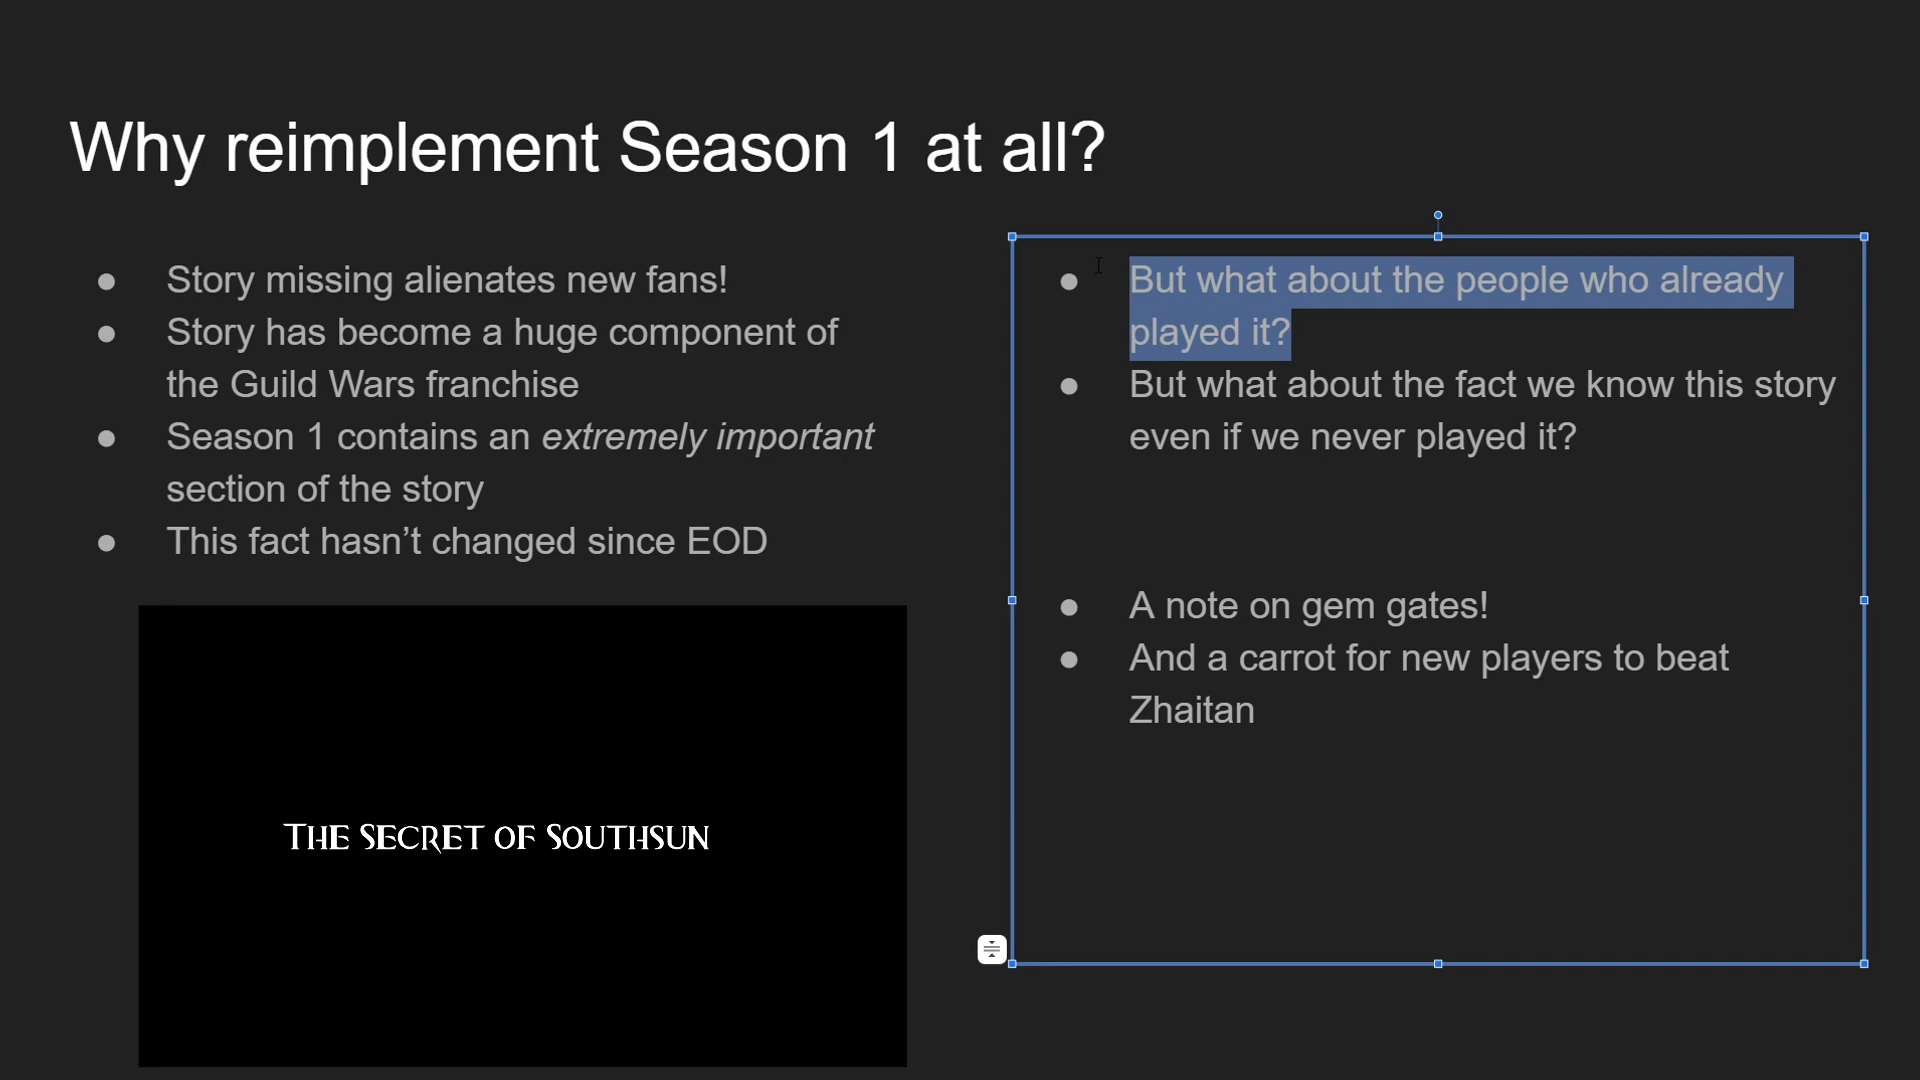 Why reimplement Season 1 at all?
● Story missing alienates new fans!
● Story has become a huge component of
the Guild Wars franchise
● Season 1 contains an extremely important
section of the story
● This fact hasn’t changed since EOD
THE SECRET OF SOUTHSUN
● But what about the people who already
played it?
● But what about the fact we know this story
even if we never played it?
● A note on gem gates!
● And a carrot for new players to beat
Zhaitan